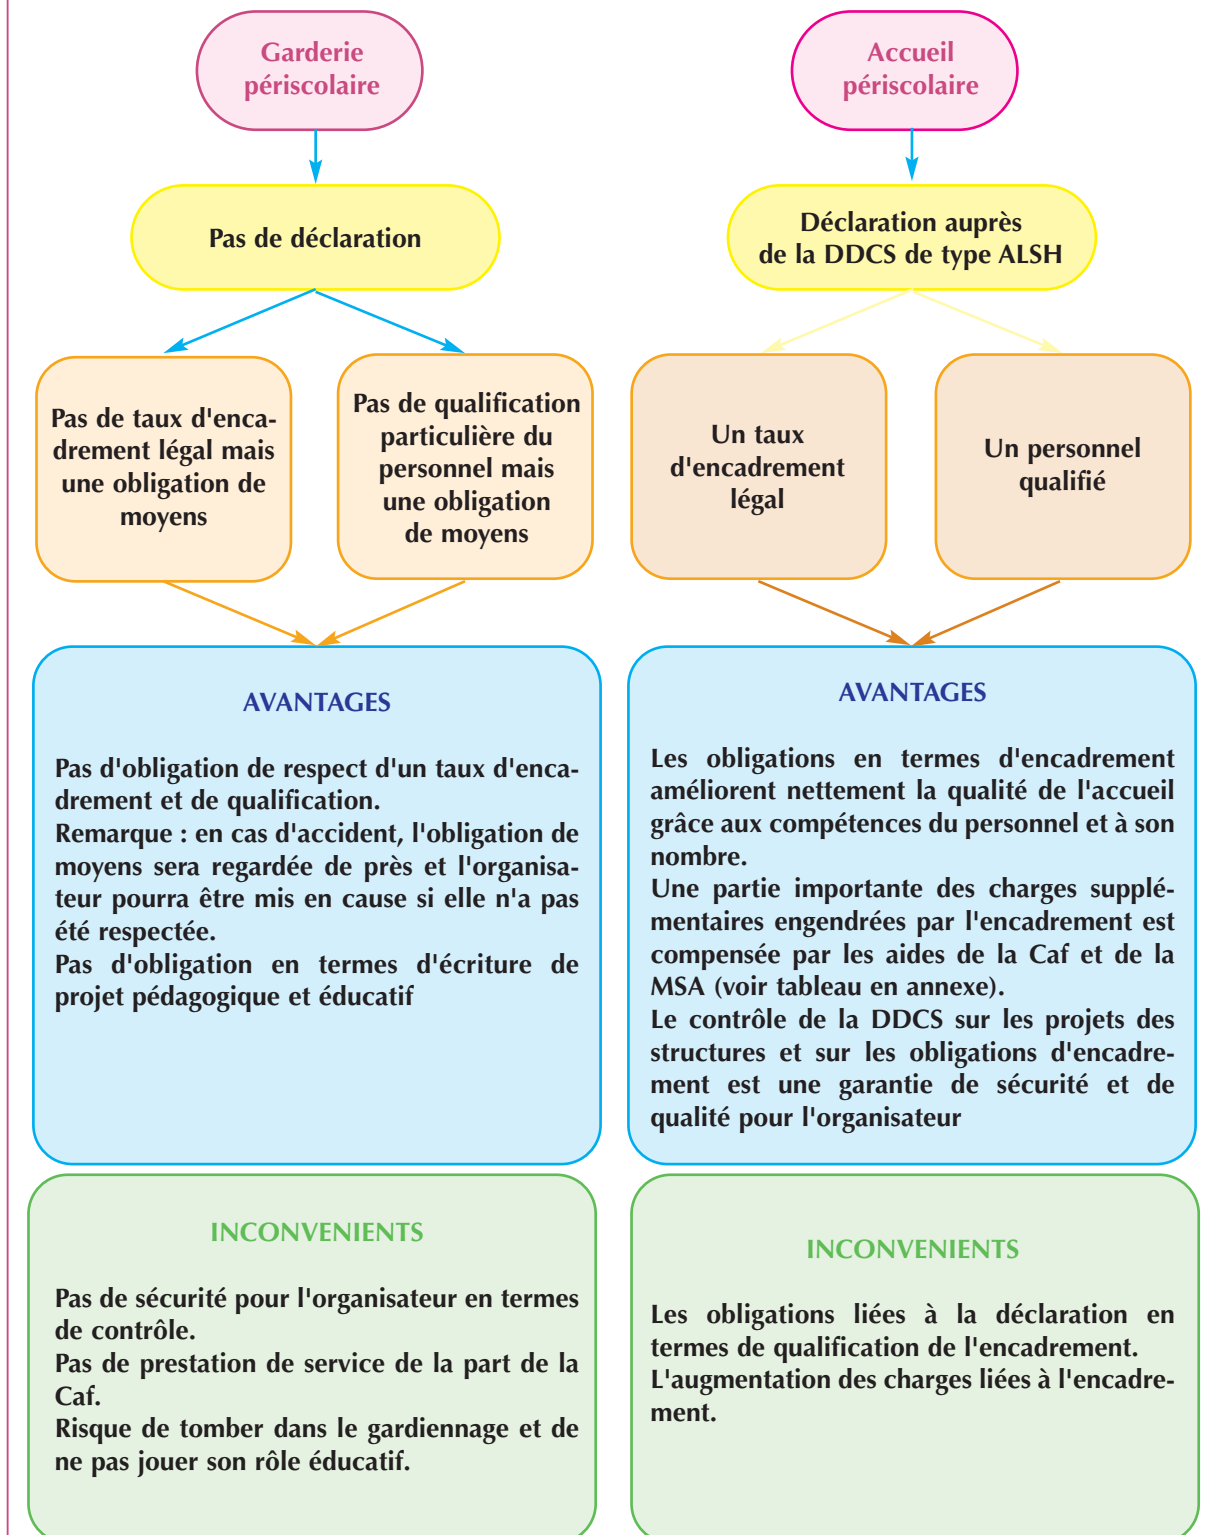 Garderie
périscolaire
Pas de déclaration
Pas de taux d'enca-
drement légal mais
une obligation de
moyens
Pas de qualification
particulière du
personnel mais
une obligation
de moyens
AVANTAGES
Pas d'obligation de respect d'un taux d'enca-
drement et de qualification.
Remarque : en cas d'accident, l'obligation de
moyens sera regardée de près et l'organisa-
teur pourra être mis en cause si elle n'a pas
été respectée.
Pas d'obligation en termes d'écriture de
projet pédagogique et éducatif
INCONVENIENTS
Pas de sécurité pour l'organisateur en termes
de contrôle.
Pas de prestation de service de la part de la
Caf.
Risque de tomber dans le gardiennage et de
ne pas jouer son rôle éducatif.
Accueil
périscolaire
Déclaration auprès
de la DDCS de type ALSH
Un taux
d'encadrement
légal
Un personnel
qualifié
AVANTAGES
Les obligations en termes d'encadrement
améliorent nettement la qualité de l'accueil
grâce aux compétences du personnel et à son
nombre.
Une partie importante des charges supplé-
mentaires engendrées par l'encadrement est
compensée par les aides de la Caf et de la
MSA (voir tableau en annexe).
Le contrôle de la DDCS sur les projets des
structures et sur les obligations d'encadre-
ment est une garantie de sécurité et de
qualité pour l'organisateur
INCONVENIENTS
Les obligations liées à la déclaration en
termes de qualification de l'encadrement.
L'augmentation des charges liées à l'encadre-
ment.